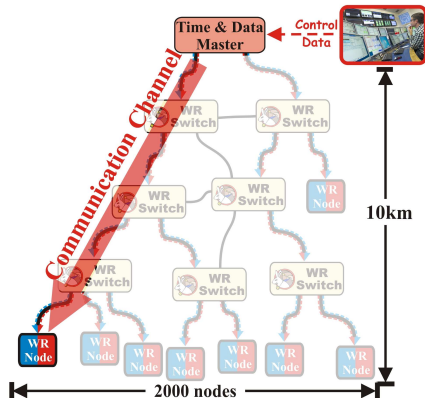 Time & Data
Master
Control
Data
Communication Channel
WR
Switch
WR
Switch
WR
Node
WR
Switch
WR
Switch
10km
WR
Switch
WR
Switch
WR
Switch
WR
Node
WR
Node
WR
Node
WR
Node
WR
Node
WR
Node
WR
Node
2000 nodes